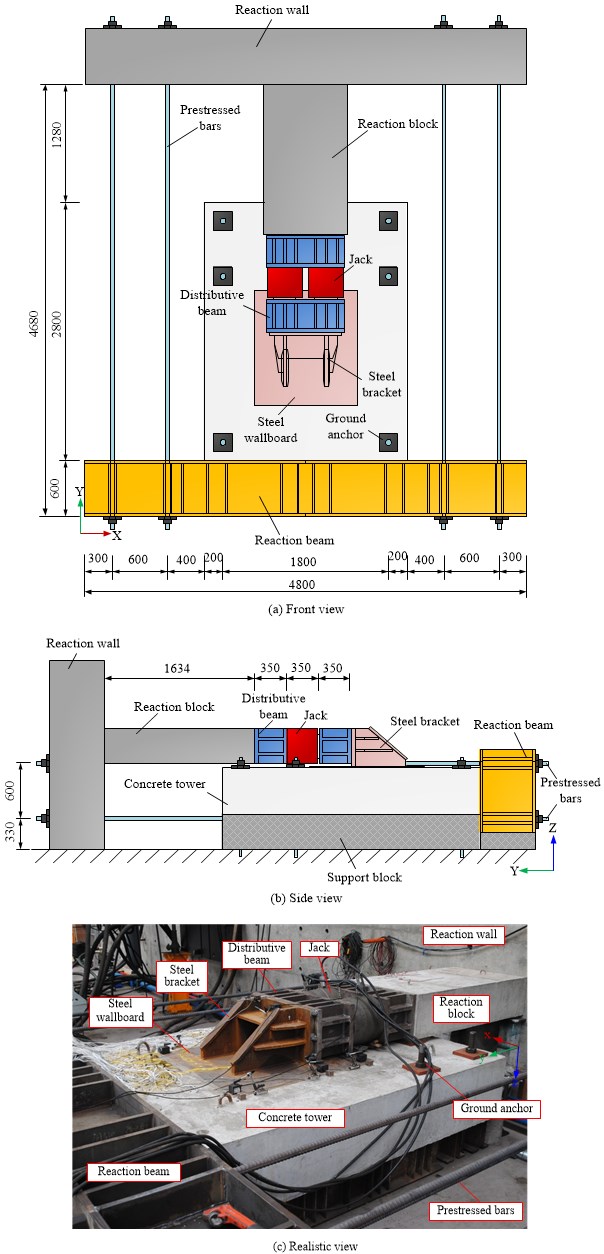 Reaction wall
Prestressed
bars
1280
Reaction block
Jack
Distributive
beam
4680
2800
Steel
bracket
Steel
wallboard
Ground
anchor
600
Y
X
Reaction beam
300
600
400
200
1800
200
400
600
300
4800
(a) Front view
Reaction wall
1634
350
350
350
Distributive
beam
Reaction block
Jack
Steel bracket
Reaction beam
Concrete tower
Prestressed
bars
600
330
Z
Support block
Y
(b) Side view
Reaction wall
Distributive
beam
Jack
Steel
bracket
Steel
wallboard
Reaction
block
Ground anchor
Concrete tower
Reaction beam
Prestressed bars
(c) Realistic view